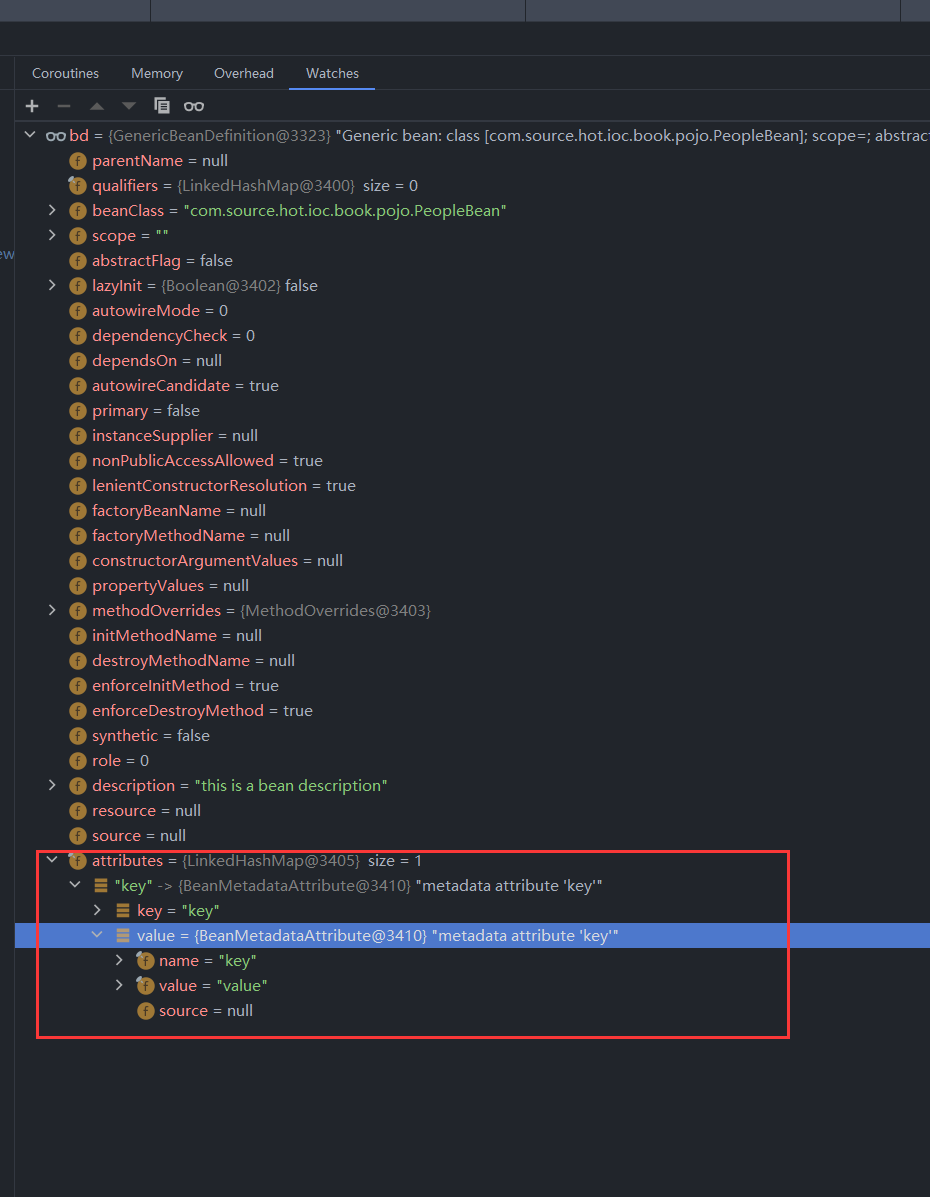 Coroutines Memory Overhead Watches
bd = {GenericBeanDefinition@3323} "Generic bean: class [com.source.hot.ioc.book.pojo.PeopleBean]; scope=; abstract
f parentName = null
f qualifiers = {LinkedHashMap@3400} size = 0
f beanClass = "com.source.hot.ioc.book.pojo.PeopleBean"
f scope = ""
ew
f abstractFlag = false
f lazyInit = {Boolean@3402} false
f autowireMode = 0
f dependencyCheck = 0
f dependsOn = null
f autowireCandidate = true
f primary = false
f instanceSupplier = null
f nonPublicAccessAllowed = true
f lenientConstructorResolution = true
f factoryBeanName = null
f factoryMethodName = null
f constructorArgumentValues = null
f propertyValues = null
f methodOverrides = {MethodOverrides@3403}
f initMethodName = null
f destroyMethodName = null
f enforceInitMethod = true
f enforceDestroyMethod = true
f synthetic = false
f role = 0
f description = "this is a bean description"
f resource = null
f source = null
f attributes = {LinkedHashMap@3405} size = 1
"key" -> {BeanMetadataAttribute@3410} "metadata attribute 'key'"
key = "key"
value = {BeanMetadataAttribute@3410} "metadata attribute 'key'"
f name = "key"
f value = "value"
f source = null